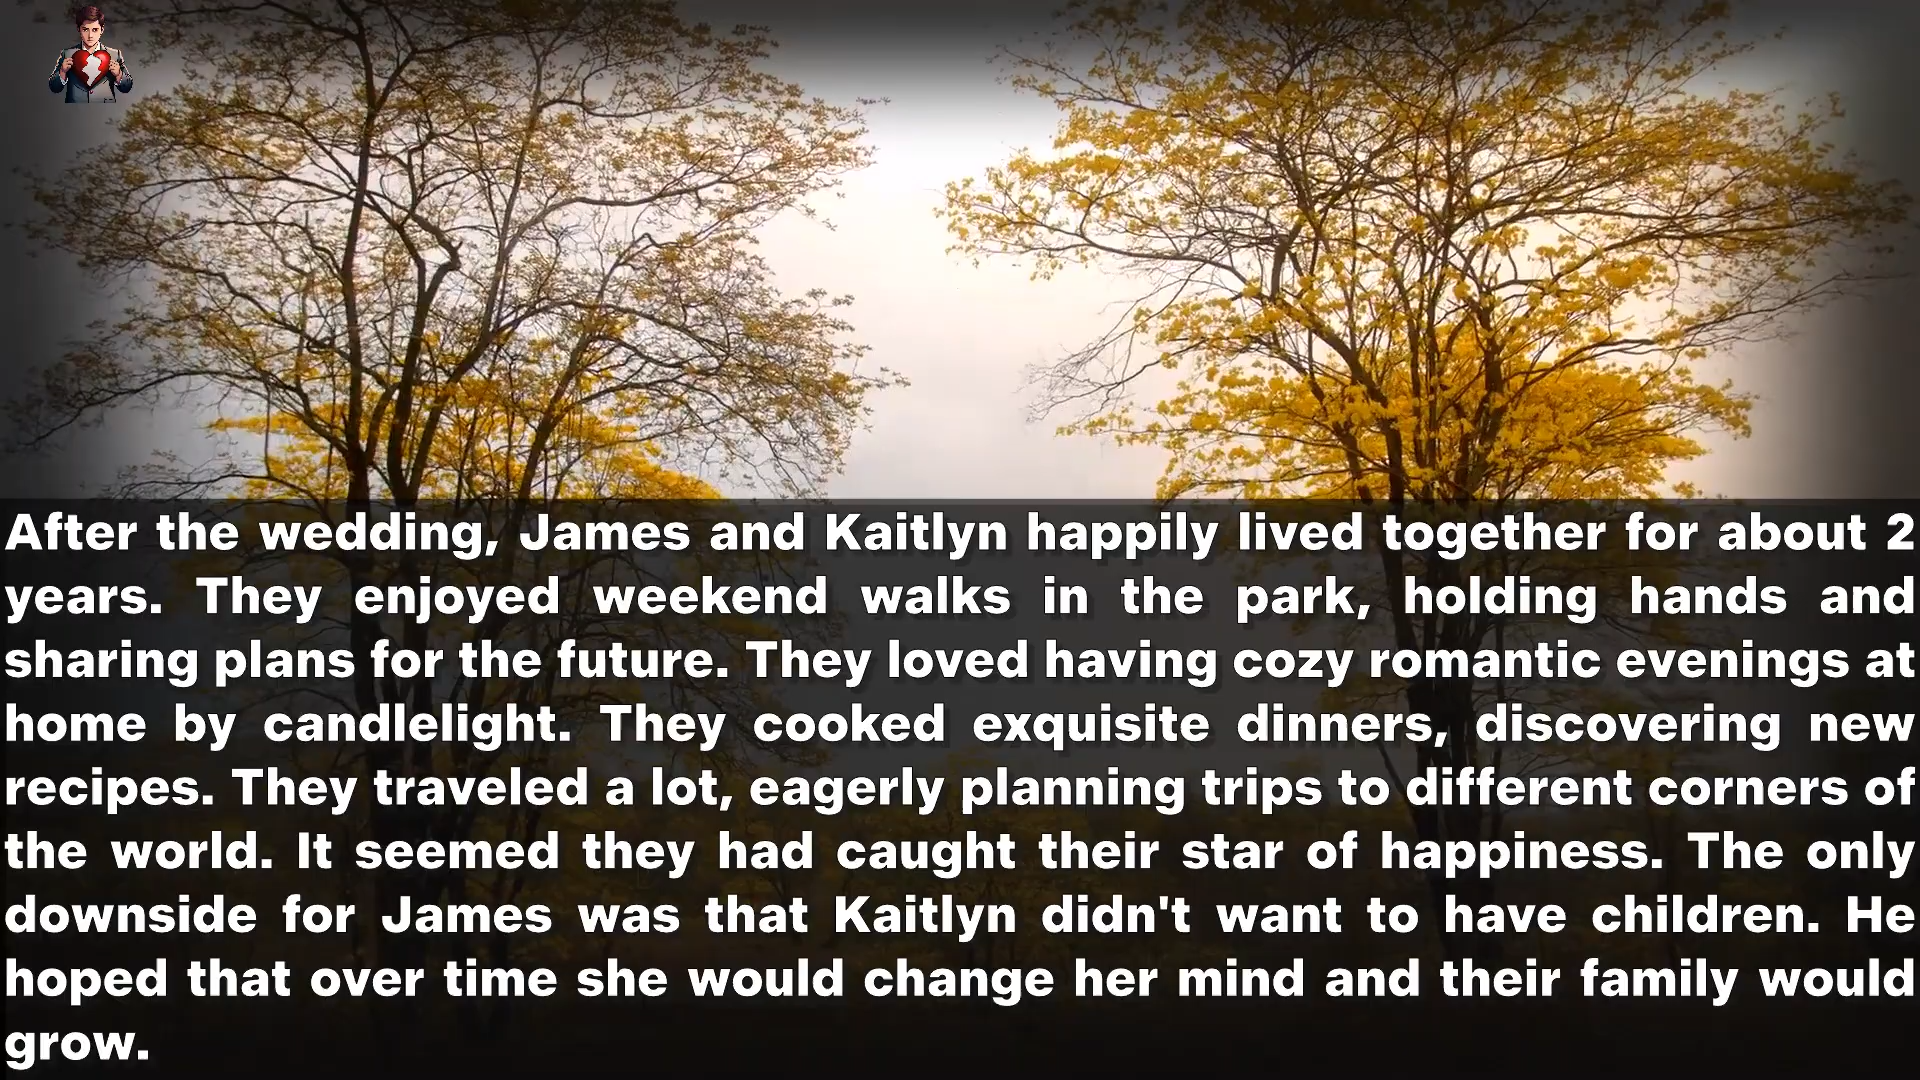 After the wedding, James and Kaitlyn happily lived together for about 2
years. They enjoyed weekend walks in the park, holding hands and
sharing plans for the future. They loved having cozy romantic evenings at
home by candlelight. They cooked exquisite dinners, discovering new
recipes. They traveled a lot, eagerly planning trips to different corners of
the world. It seemed they had caught their star of happiness. The only
downside for James was that Kaitlyn didn't want to have children. He
hoped that over time she would change her mind and their family would
grow.